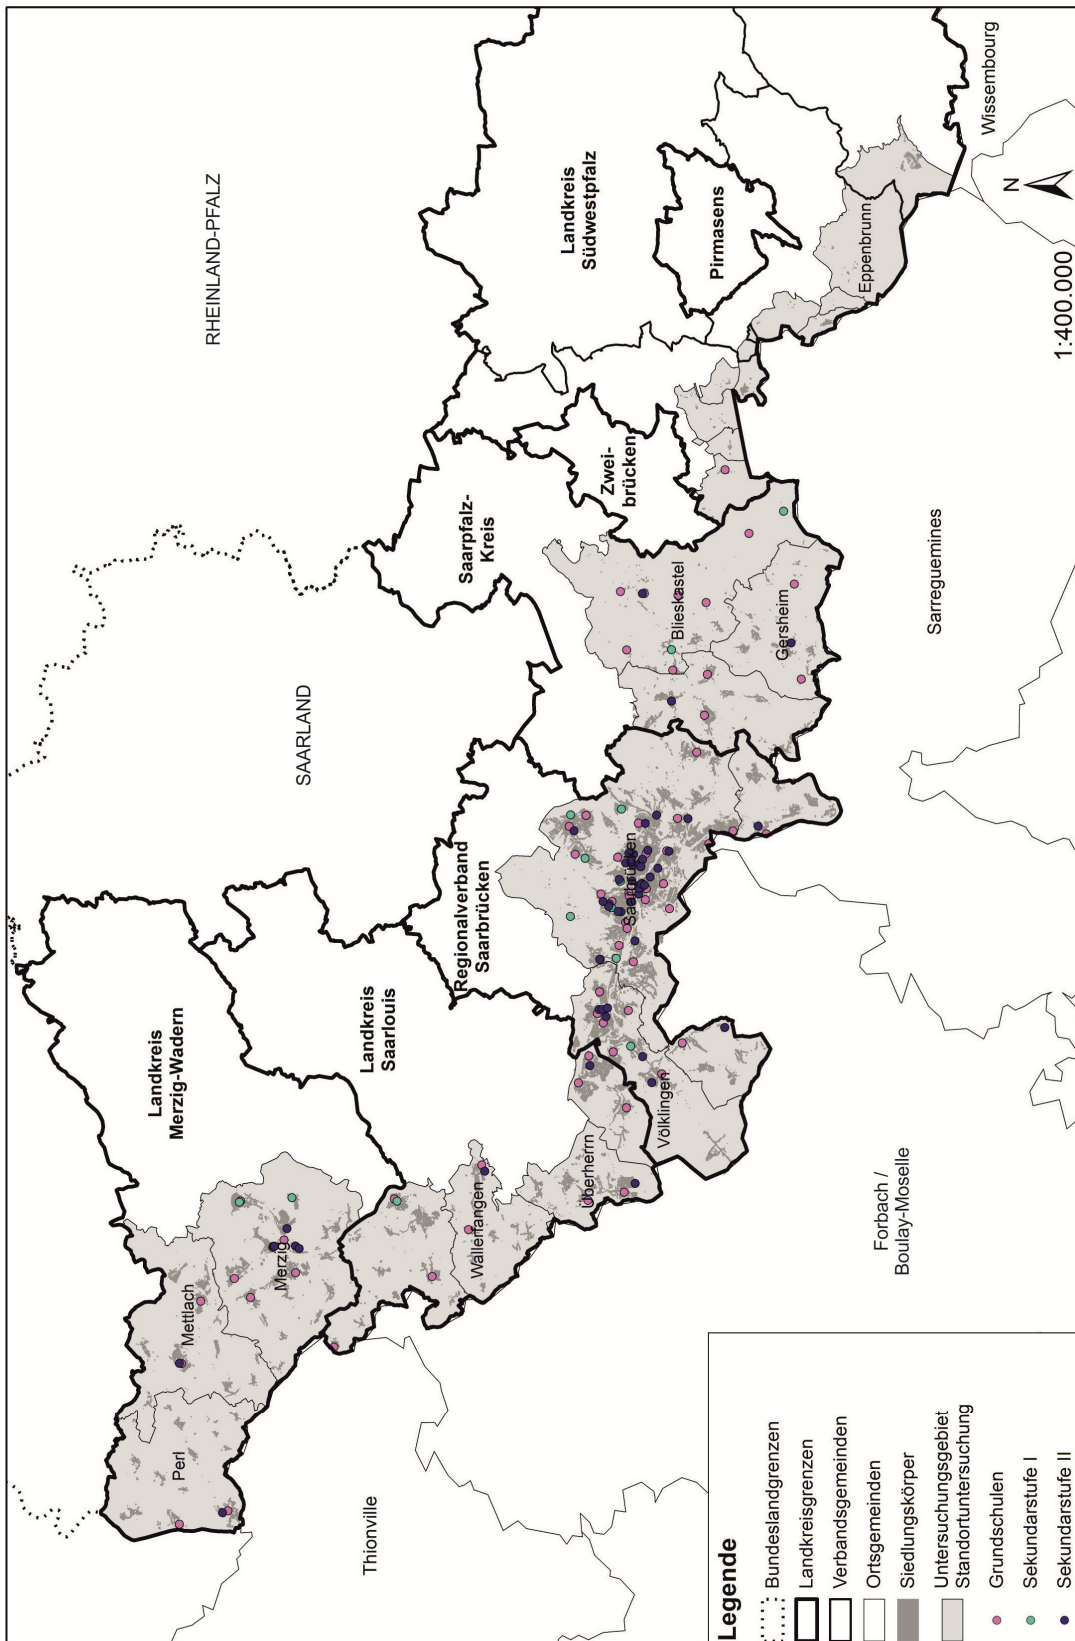 RHEINLAND-PFALZ
SAARLAND
Landkreis
Merzig-Wadern
Landkreis
Saarlouis
Regionalverband
Saarbrücken
Saarpfalz-
Kreis
Zwei-
brücken
Landkreis
Südwestpfalz
Pirmasens
Perl
Mettlach
Merzig
Wallerfangen
Überherrn
Völklingen
Saarbrücken
Blieskastel
Gersheim
Eppenbrunn
Thionville
Forbach /
Boulay-Moselle
Sarreguemines
Wissembourg
N
1:400.000
Legende
Bundeslandgrenzen
Landkreisgrenzen
Verbandsgemeinden
Ortsgemeinden
Siedlungskörper
Untersuchungsgebiet
Standortuntersuchung
Grundschulen
Sekundarstufe I
Sekundarstufe II